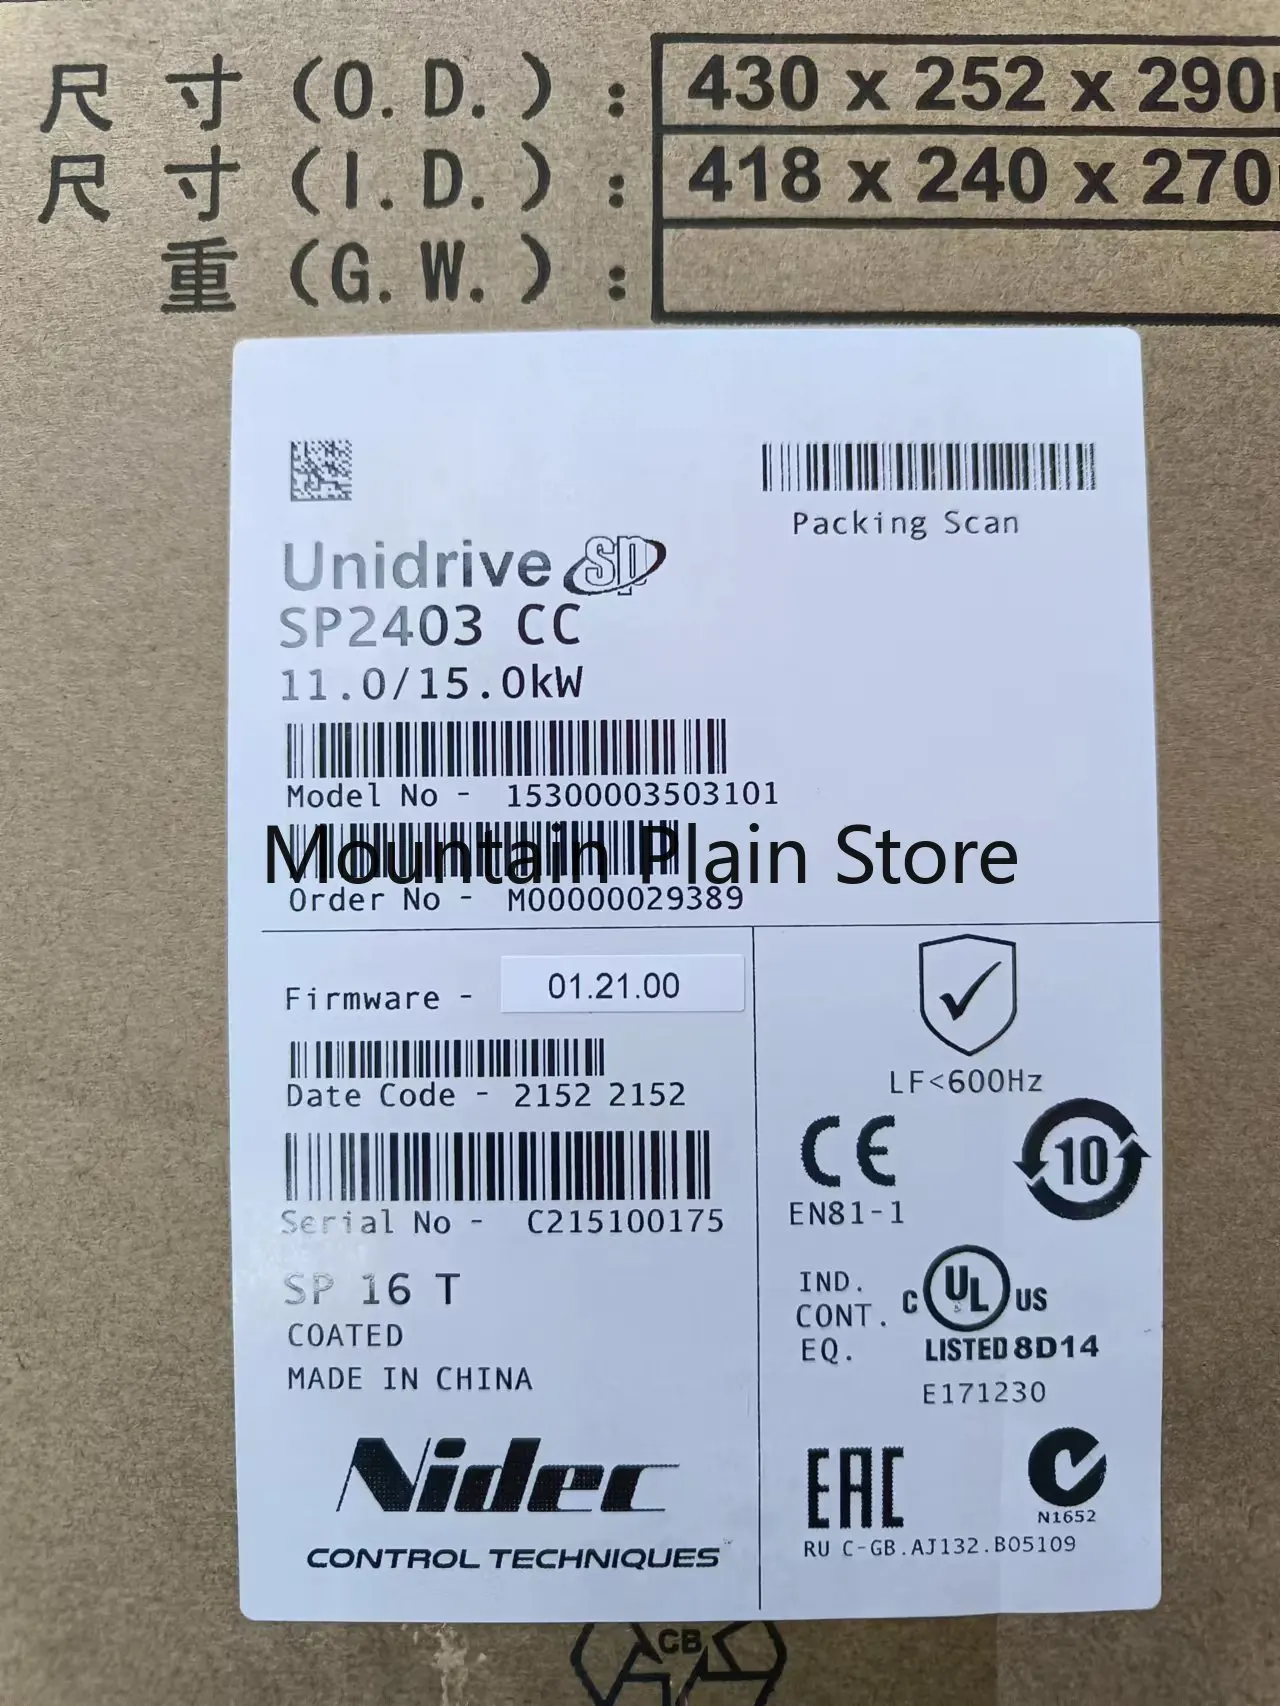 尺 寸 (O.D.) : 430 x 252 x 290
尺 寸 (I.D.) : 418 x 240 x 270
重 (G.W.) :
Packing Scan
Unidrive SP
SP2403 CC
11.0/15.0kW
Model No - 15300003503101
Mountain Plain Store
Order No - M00000029389
Firmware - 01.21.00
Date Code - 2152 2152
Serial No - C215100175
SP 16 T
COATED
MADE IN CHINA
Nidec
CONTROL TECHNIQUES
LF<600Hz
CE
10
EN81-1
IND.
CONT.
EQ.
C UL US
LISTED 8D14
E171230
EAC
N1652
RU C-GB.AJ132.B05109
CB